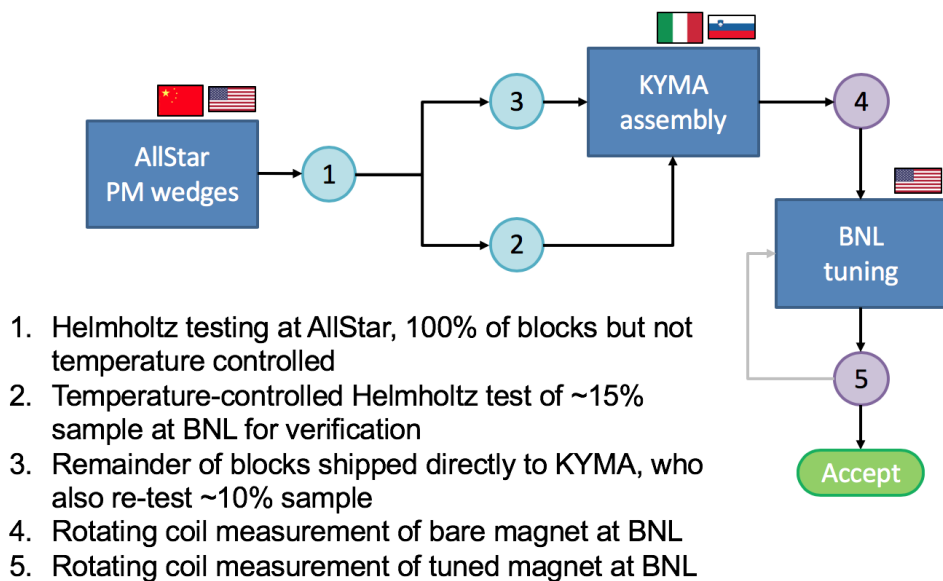 AllStar
PM wedges
1
3
2
KYMA
assembly
4
BNL
tuning
5
Accept
1. Helmholtz testing at AllStar, 100% of blocks but not
temperature controlled
2. Temperature-controlled Helmholtz test of ~15%
sample at BNL for verification
3. Remainder of blocks shipped directly to KYMA, who
also re-test ~10% sample
4. Rotating coil measurement of bare magnet at BNL
5. Rotating coil measurement of tuned magnet at BNL